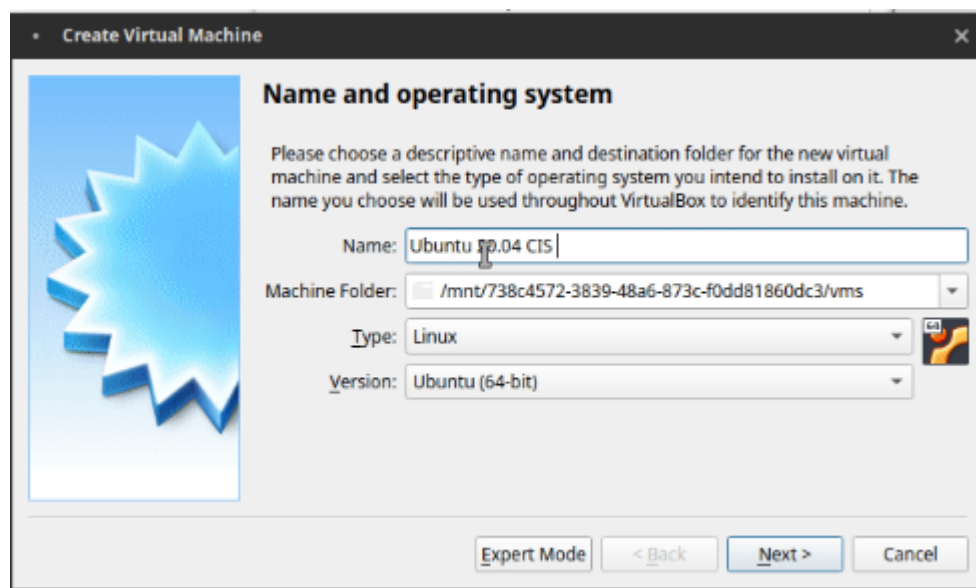 Create Virtual Machine
Name and operating system
Please choose a descriptive name and destination folder for the new virtual
machine and select the type of operating system you intend to install on it. The
name you choose will be used throughout VirtualBox to identify this machine.
Name: Ubuntu 20.04 CIS
Machine Folder: /mnt/738c4572-3839-48a6-873c-f0dd81860dc3/vms
Type: Linux
64
Version: Ubuntu (64-bit)
Expert Mode < Back Next > Cancel